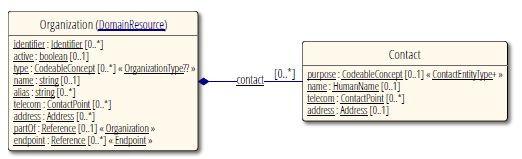 Organization (DomainResource)
identifier : Identifier [0..*]
active : boolean [0..1]
type : CodeableConcept [0..*] « OrganizationType?? »
name : string [0..1]
alias : string [0..*]
telecom : ContactPoint [0..*]
address : Address [0..*]
partOf : Reference [0..1] « Organization »
endpoint : Reference [0..*] « Endpoint »
contact [0..*]
Contact
purpose : CodeableConcept [0..1] « ContactEntityType+ »
name : HumanName [0..1]
telecom : ContactPoint [0..*]
address : Address [0..1]